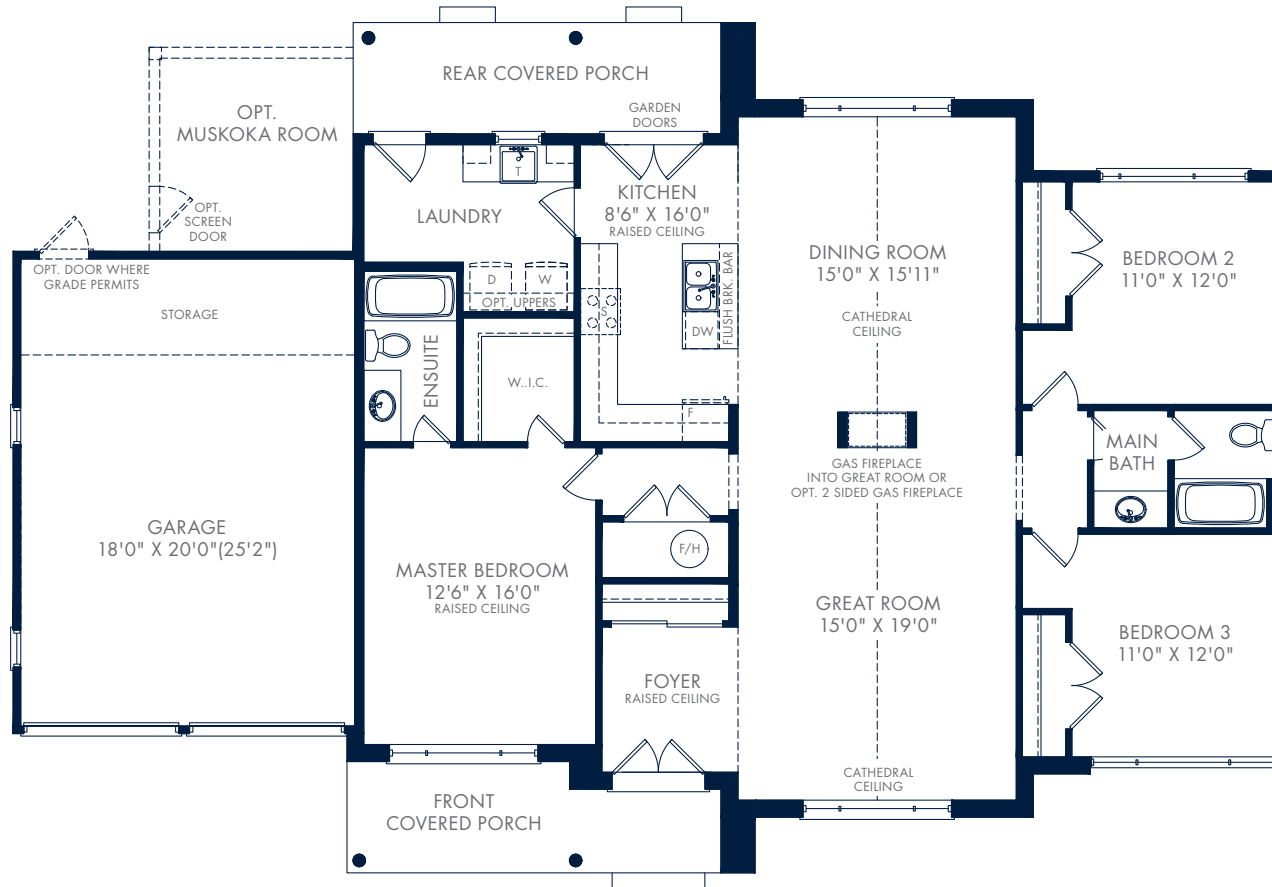 REAR COVERED PORCH
OPT.
MUSKOKA ROOM
GARDEN
DOORS
T
OPT.
SCREEN
DOOR
LAUNDRY
KITCHEN
8'6" X 16'0"
RAISED CEILING
DINING ROOM
15'0" X 15'11"
CATHEDRAL
CEILING
BEDROOM 2
11'0" X 12'0"
OPT. DOOR WHERE
GRADE PERMITS
STORAGE
D
W
OPT. UPPERS
S
DW
FLUSH BRK. BAR
ENSUITE
W..I.C.
F
GAS FIREPLACE
INTO GREAT ROOM OR
OPT. 2 SIDED GAS FIREPLACE
MAIN
BATH
GARAGE
18'0" X 20'0"(25'2")
F/H
MASTER BEDROOM
12'6" X 16'0"
RAISED CEILING
GREAT ROOM
15'0" X 19'0"
BEDROOM 3
11'0" X 12'0"
FOYER
RAISED CEILING
CATHEDRAL
CEILING
FRONT
COVERED PORCH